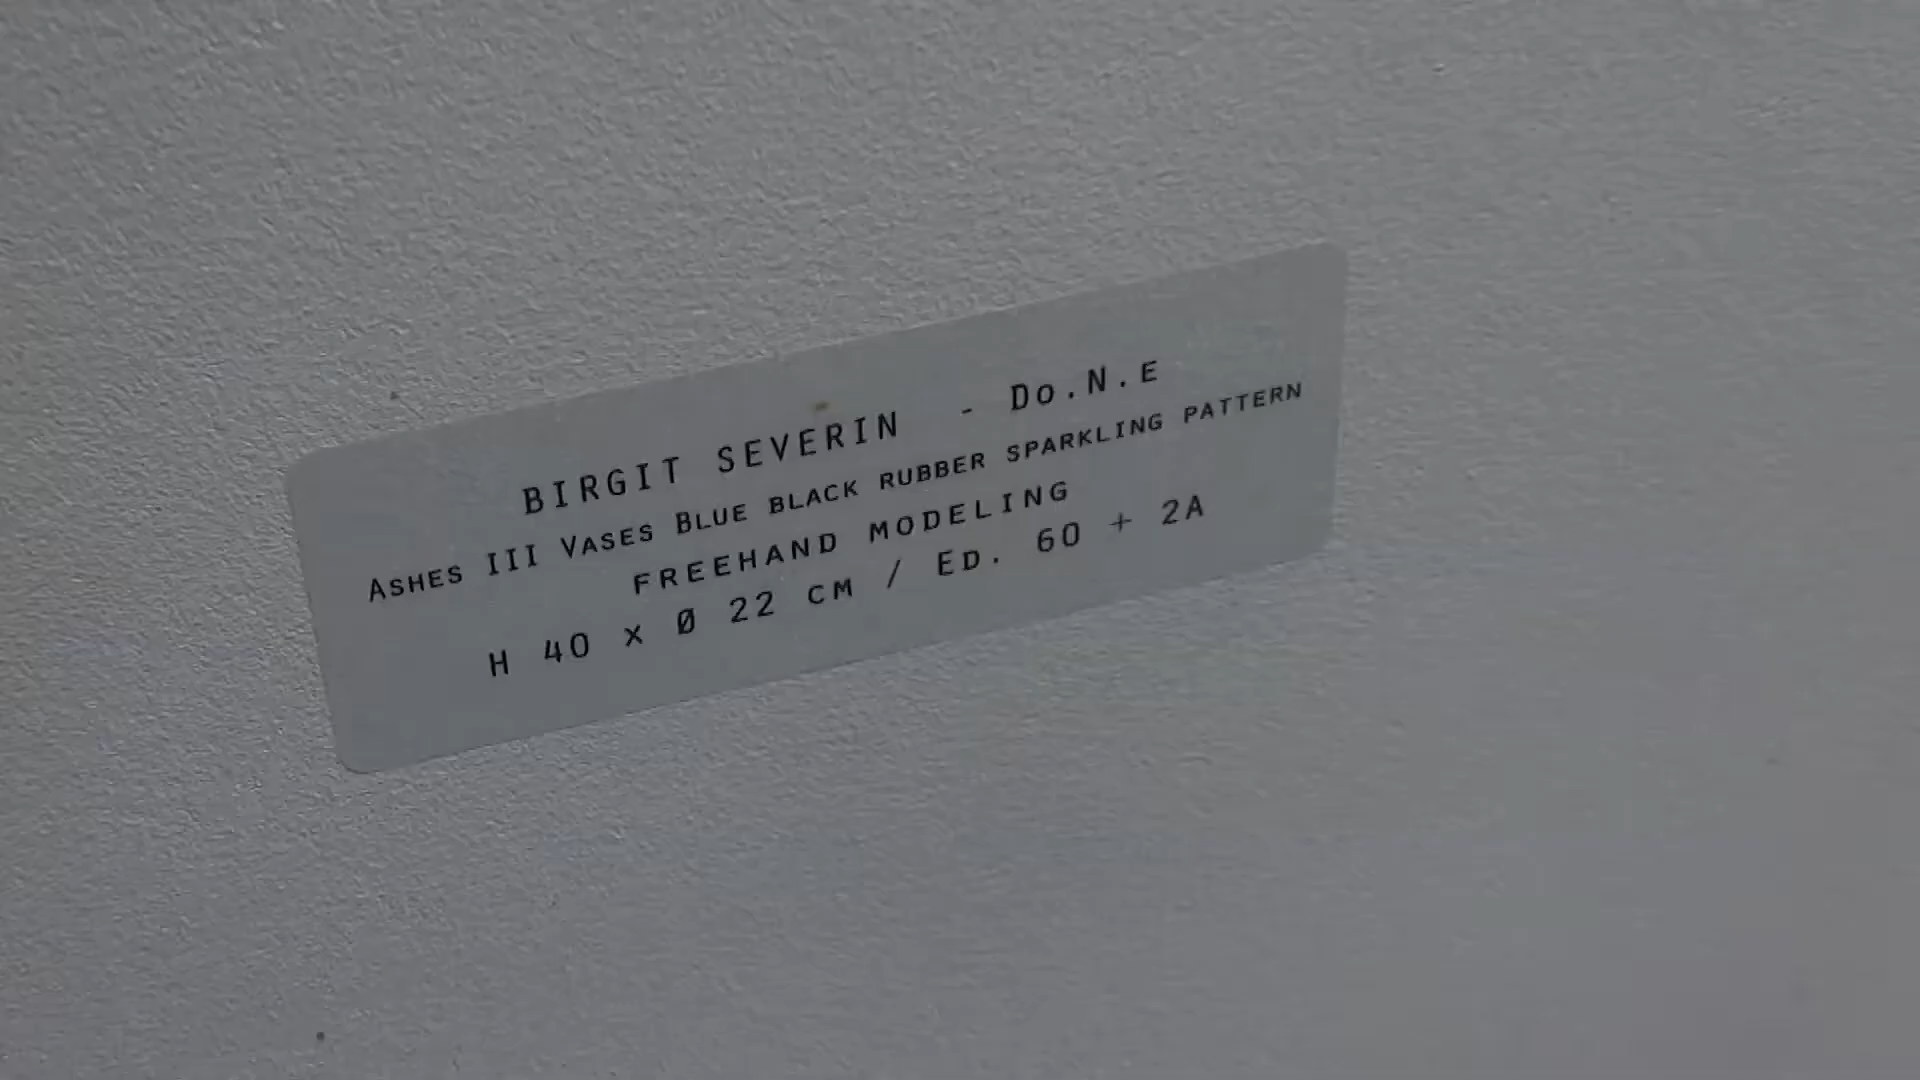 BIRGIT SEVERIN - Do.N.E
ASHES III VASES BLUE BLACK RUBBER SPARKLING PATTERN
FREEHAND MODELING
H 40 x Ø 22 CM / ED. 60 + 2A